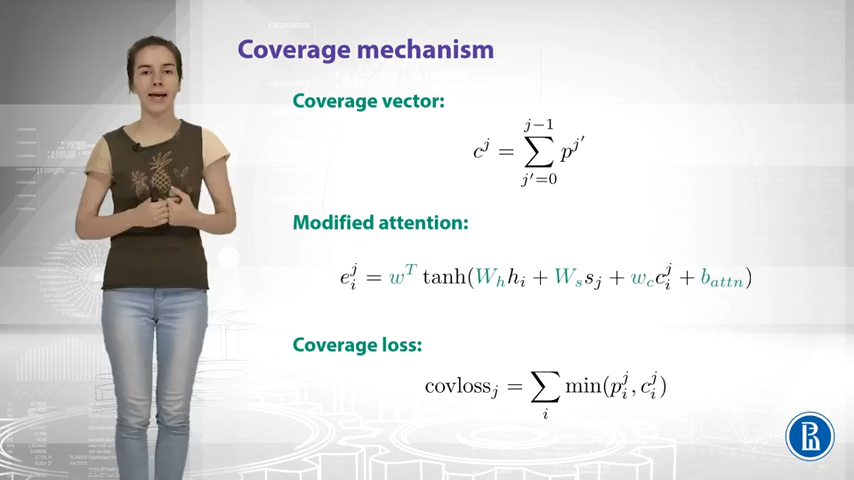 Coverage mechanism
Coverage vector:
c^j = \sum_{j'=0}^{j-1} p^{j'}
Modified attention:
e_i^j = w^T tanh(W_h h_i + W_s s_j + w_c c_i^j + b_{attn})
Coverage loss:
covloss_j = \sum_i min(p_i^j, c_i^j)